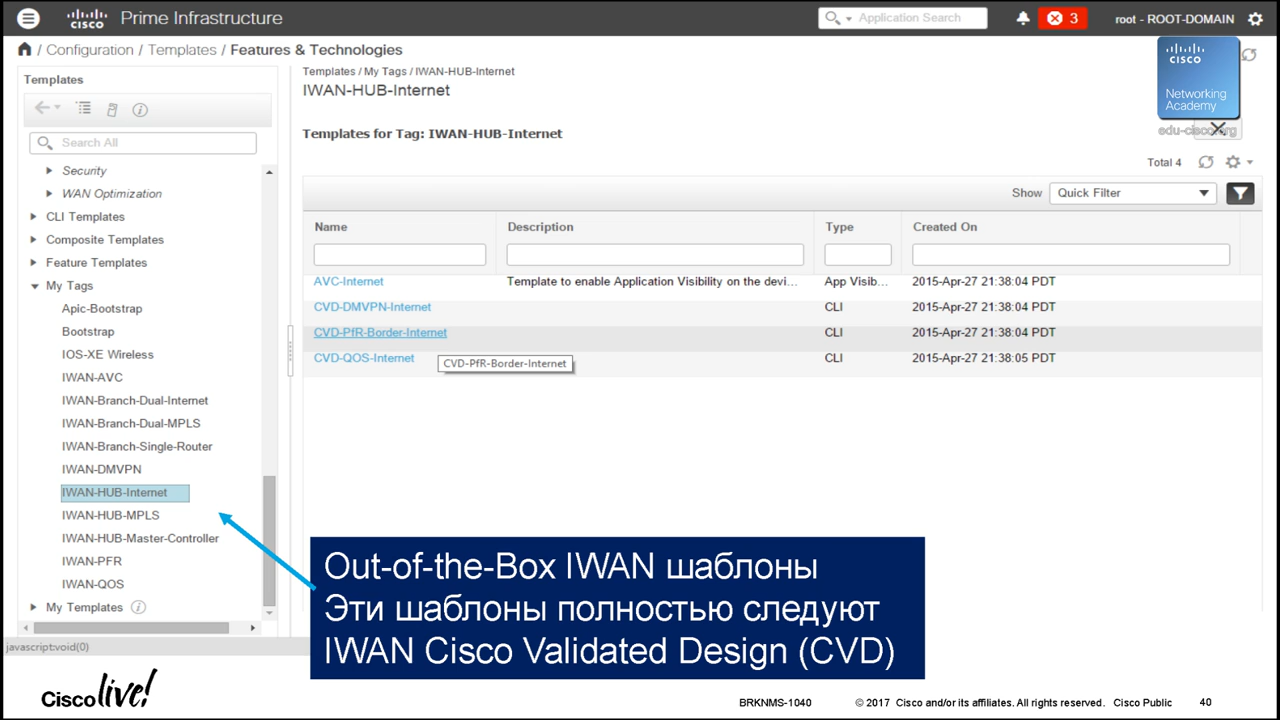 cisco Prime Infrastructure
Application Search
3
root - ROOT-DOMAIN
/ Configuration / Templates / Features & Technologies
cisco
Networking
Academy
edu-cisco.org
Templates
Search All
Security
WAN Optimization
CLI Templates
Composite Templates
Feature Templates
My Tags
Apic-Bootstrap
Bootstrap
IOS-XE Wireless
IWAN-AVC
IWAN-Branch-Dual-Internet
IWAN-Branch-Dual-MPLS
IWAN-Branch-Single-Router
IWAN-DMVPN
IWAN-HUB-Internet
IWAN-HUB-MPLS
IWAN-HUB-Master-Controller
IWAN-PFR
IWAN-QOS
My Templates
javascript:void(0)
Templates / My Tags / IWAN-HUB-Internet
IWAN-HUB-Internet
Templates for Tag: IWAN-HUB-Internet
Total 4
Show Quick Filter
Name Description Type Created On
AVC-Internet Template to enable Application Visibility on the devi... App Visib... 2015-Apr-27 21:38:04 PDT
CVD-DMVPN-Internet CLI 2015-Apr-27 21:38:04 PDT
CVD-PfR-Border-Internet CLI 2015-Apr-27 21:38:04 PDT
CVD-QOS-Internet CLI 2015-Apr-27 21:38:05 PDT
CVD-PfR-Border-Internet
Out-of-the-Box IWAN шаблоны
Эти шаблоны полностью следуют
IWAN Cisco Validated Design (CVD)
Cisco live!
BRKNMS-1040 © 2017 Cisco and/or its affiliates. All rights reserved. Cisco Public 40